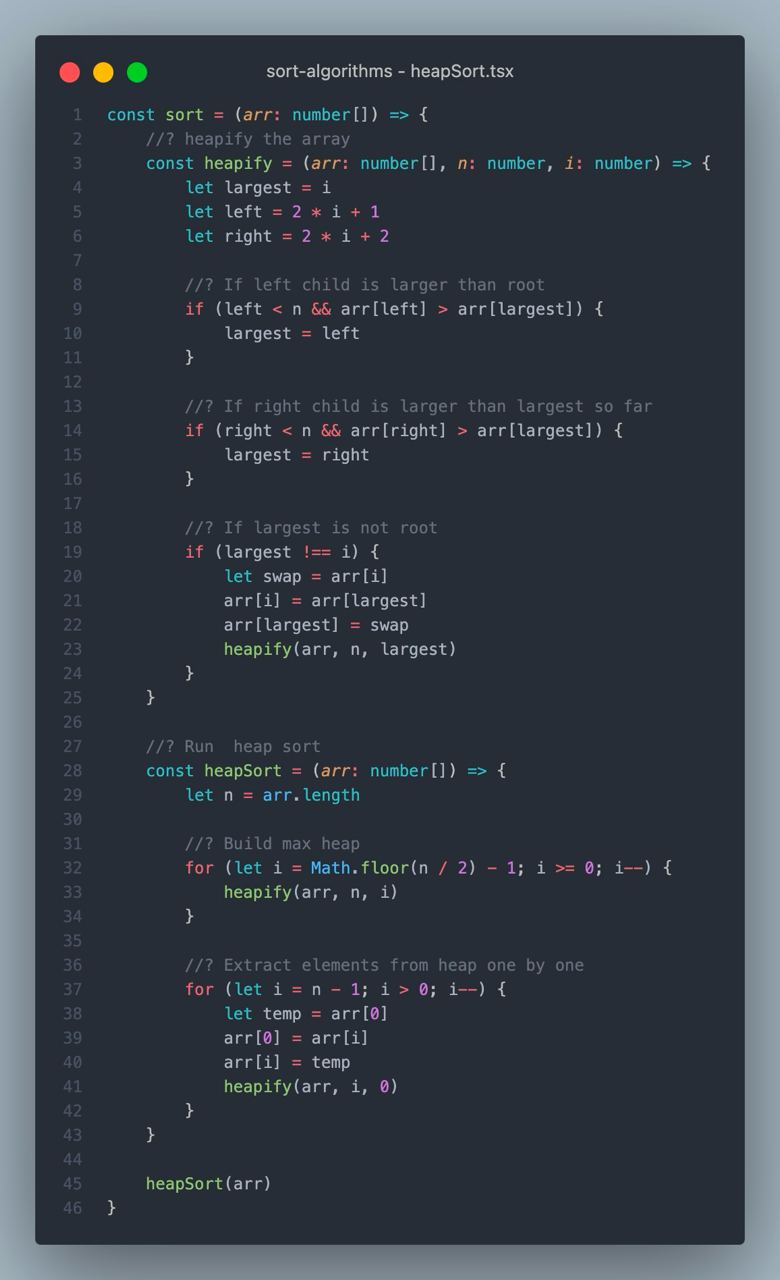 sort-algorithms - heapSort.tsx
1 const sort = (arr: number[]) => {
2     //? heapify the array
3     const heapify = (arr: number[], n: number, i: number) => {
4         let largest = i
5         let left = 2 * i + 1
6         let right = 2 * i + 2
7
8         //? If left child is larger than root
9         if (left < n && arr[left] > arr[largest]) {
10             largest = left
11         }
12
13         //? If right child is larger than largest so far
14         if (right < n && arr[right] > arr[largest]) {
15             largest = right
16         }
17
18         //? If largest is not root
19         if (largest !== i) {
20             let swap = arr[i]
21             arr[i] = arr[largest]
22             arr[largest] = swap
23             heapify(arr, n, largest)
24         }
25     }
26
27     //? Run  heap sort
28     const heapSort = (arr: number[]) => {
29         let n = arr.length
30
31         //? Build max heap
32         for (let i = Math.floor(n / 2) - 1; i >= 0; i--) {
33             heapify(arr, n, i)
34         }
35
36         //? Extract elements from heap one by one
37         for (let i = n - 1; i > 0; i--) {
38             let temp = arr[0]
39             arr[0] = arr[i]
40             arr[i] = temp
41             heapify(arr, i, 0)
42         }
43     }
44
45     heapSort(arr)
46 }